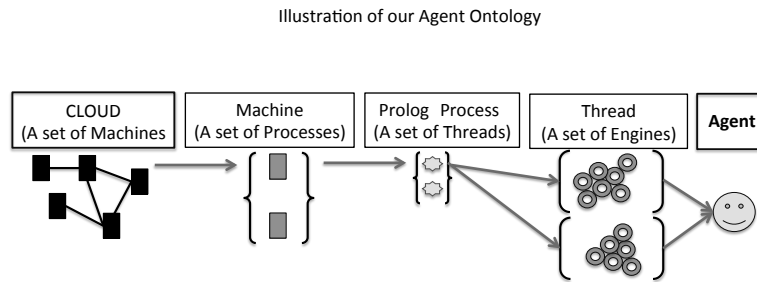 Illustration of our Agent Ontology
CLOUD
(A set of Machines
Machine
(A set of Processes)
Prolog Process
(A set of Threads)
Thread
(A set of Engines)
Agent